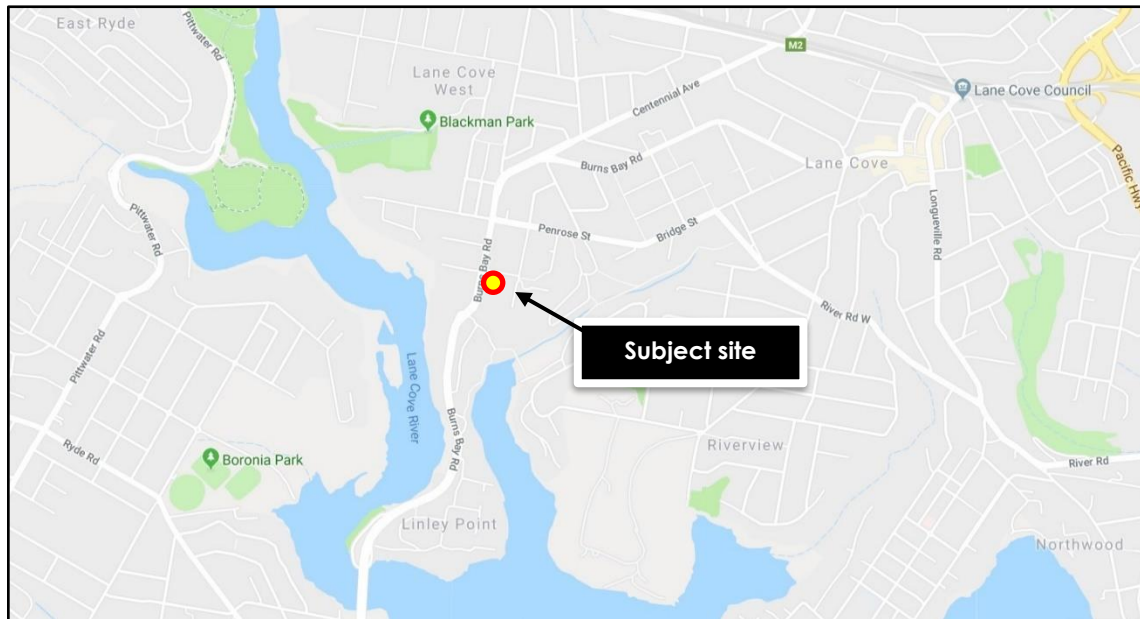 East Ryde
Pittwater Rd
M2
Lane Cove
West
Centennial Ave
Lane Cove Council
Blackman Park
Burns Bay Rd
Lane Cove
Pacific Hwy
Pittwater Rd
Penrose St
Bridge St
Longueville Rd
Burns Bay Rd
River Rd W
Subject site
Pittwater Rd
Lane Cove River
Burns Bay Rd
Riverview
Ryde Rd
Boronia Park
River Rd
Linley Point
Northwood